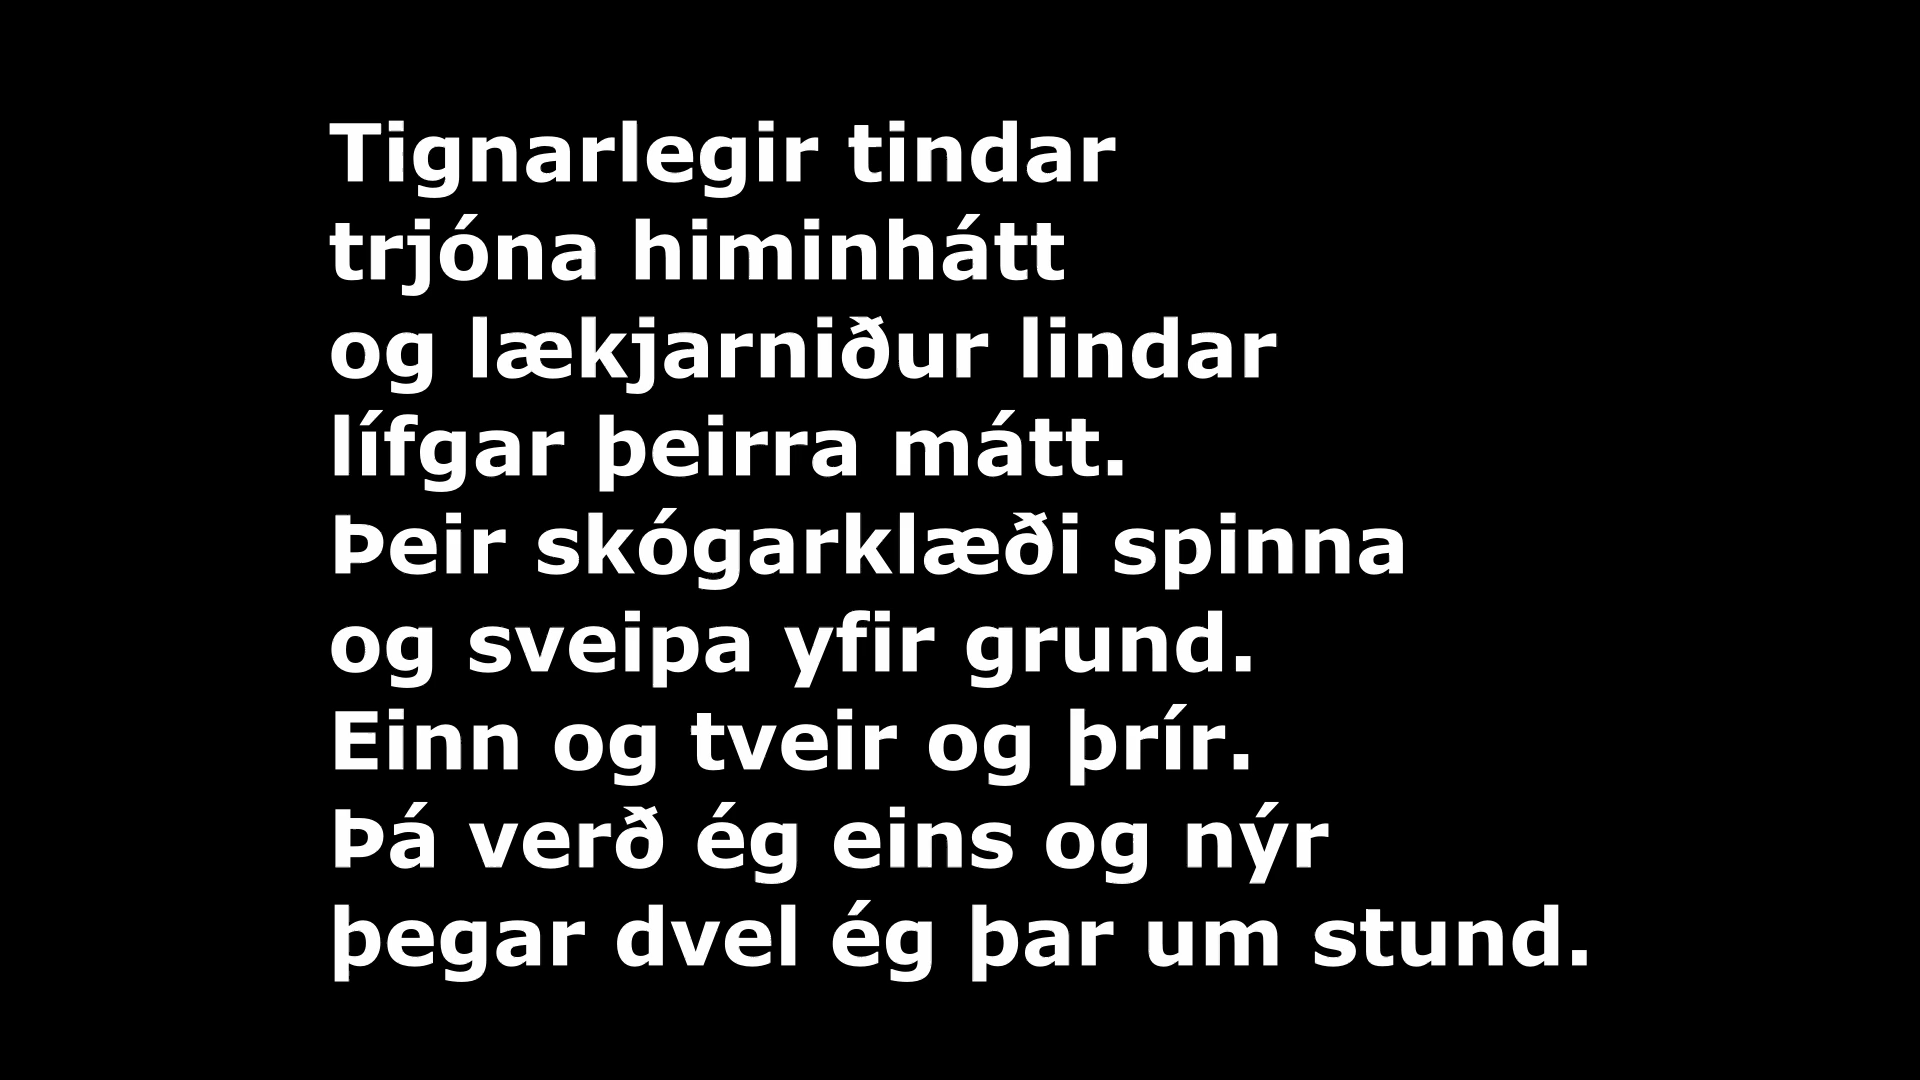 Tignarlegir tindar
trjóna himinhátt
og lækjarniður lindar
lífgar þeirra mátt.
Þeir skógarklæði spinna
og sveipa yfir grund.
Einn og tveir og þrír.
Þá verð ég eins og nýr
þegar dvel ég þar um stund.